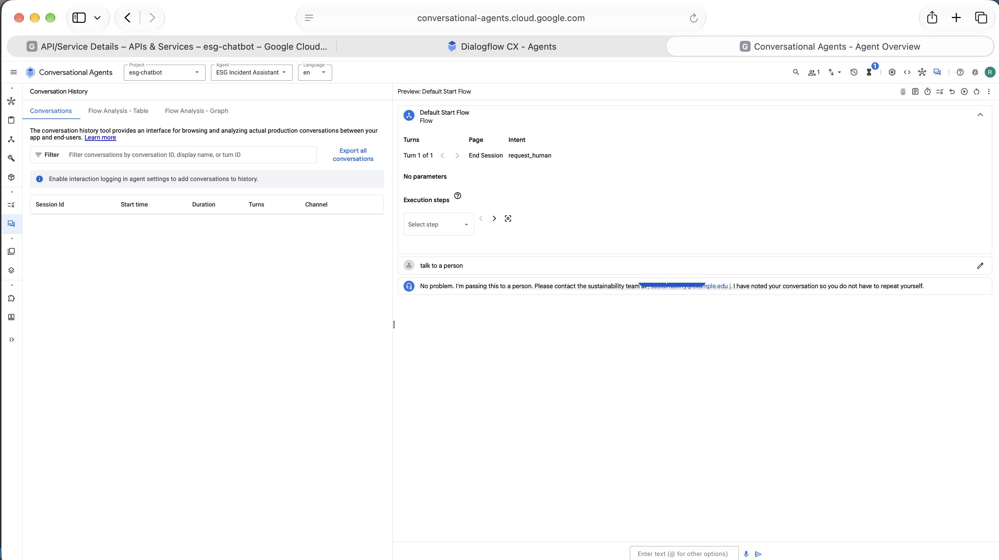 conversational-agents.cloud.google.com
G API/Service Details – APIs & Services – esg-chatbot – Google Cloud...
Dialogflow CX - Agents
G Conversational Agents - Agent Overview
Conversational Agents
Project
esg-chatbot
Agent
ESG Incident Assistant
Language
en
1
1
R
Conversation History
Conversations
Flow Analysis - Table
Flow Analysis - Graph
The conversation history tool provides an interface for browsing and analyzing actual production conversations between your
app and end-users. Learn more
Filter Filter conversations by conversation ID, display name, or turn ID
Export all
conversations
Enable interaction logging in agent settings to add conversations to history.
Session Id Start time Duration Turns Channel
Preview: Default Start Flow
Default Start Flow
Flow
Turns Page Intent
Turn 1 of 1 End Session request_human
No parameters
Execution steps
Select step
talk to a person
No problem. I'm passing this to a person. Please contact the sustainability team at sustainability@example.edu . I have noted your conversation so you do not have to repeat yourself.
Enter text (@ for other options)